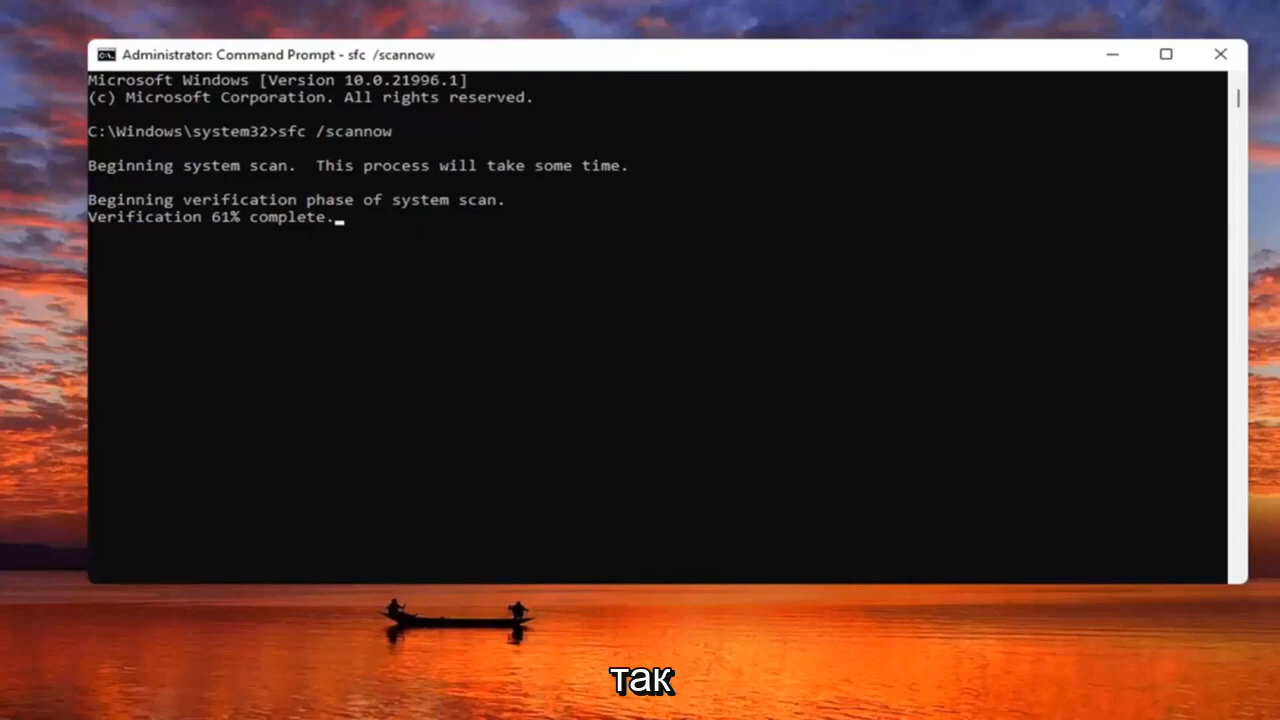 Administrator: Command Prompt - sfc /scannow
Microsoft Windows [Version 10.0.21996.1]
(c) Microsoft Corporation. All rights reserved.
C:\Windows\system32>sfc /scannow
Beginning system scan.  This process will take some time.
Beginning verification phase of system scan.
Verification 61% complete.
так